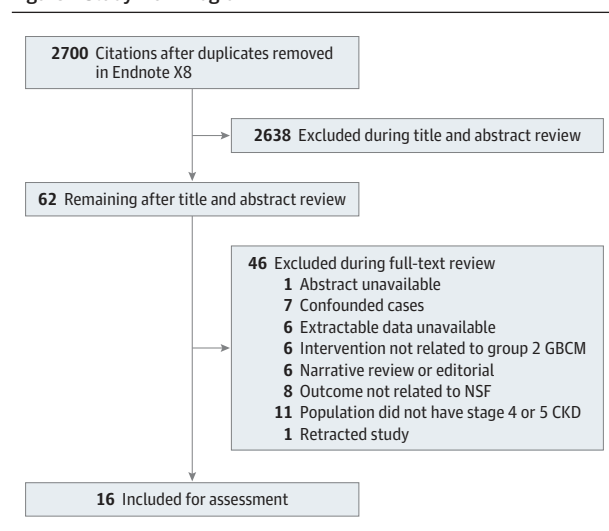 2700 Citations after duplicates removed
in Endnote X8
2638 Excluded during title and abstract review
62 Remaining after title and abstract review
46 Excluded during full-text review
1 Abstract unavailable
7 Confounded cases
6 Extractable data unavailable
6 Intervention not related to group 2 GBCM
6 Narrative review or editorial
8 Outcome not related to NSF
11 Population did not have stage 4 or 5 CKD
1 Retracted study
16 Included for assessment